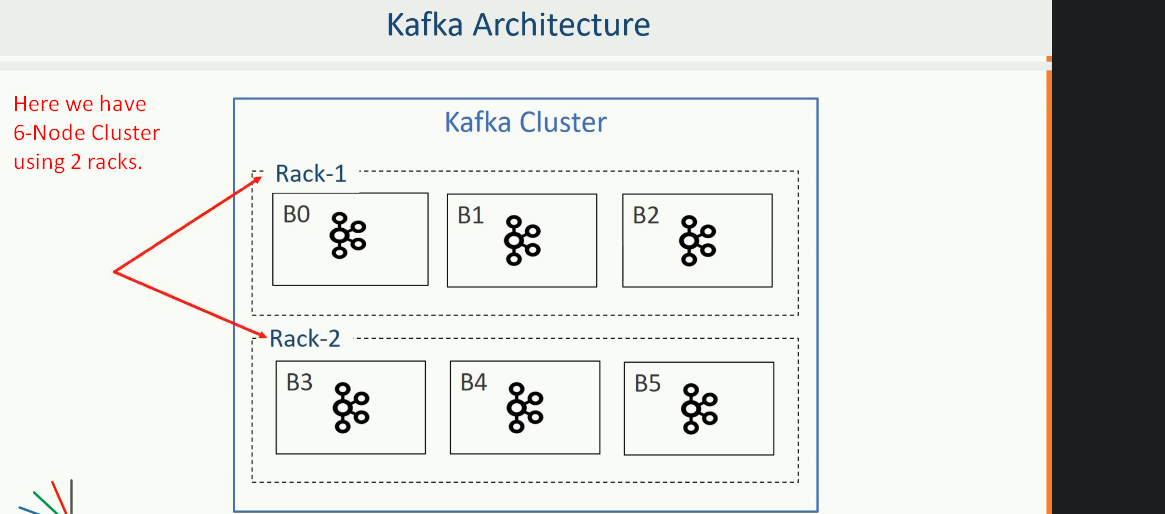 Kafka Architecture
Here we have
6-Node Cluster
using 2 racks.
Kafka Cluster
Rack-1
B0
B1
B2
Rack-2
B3
B4
B5